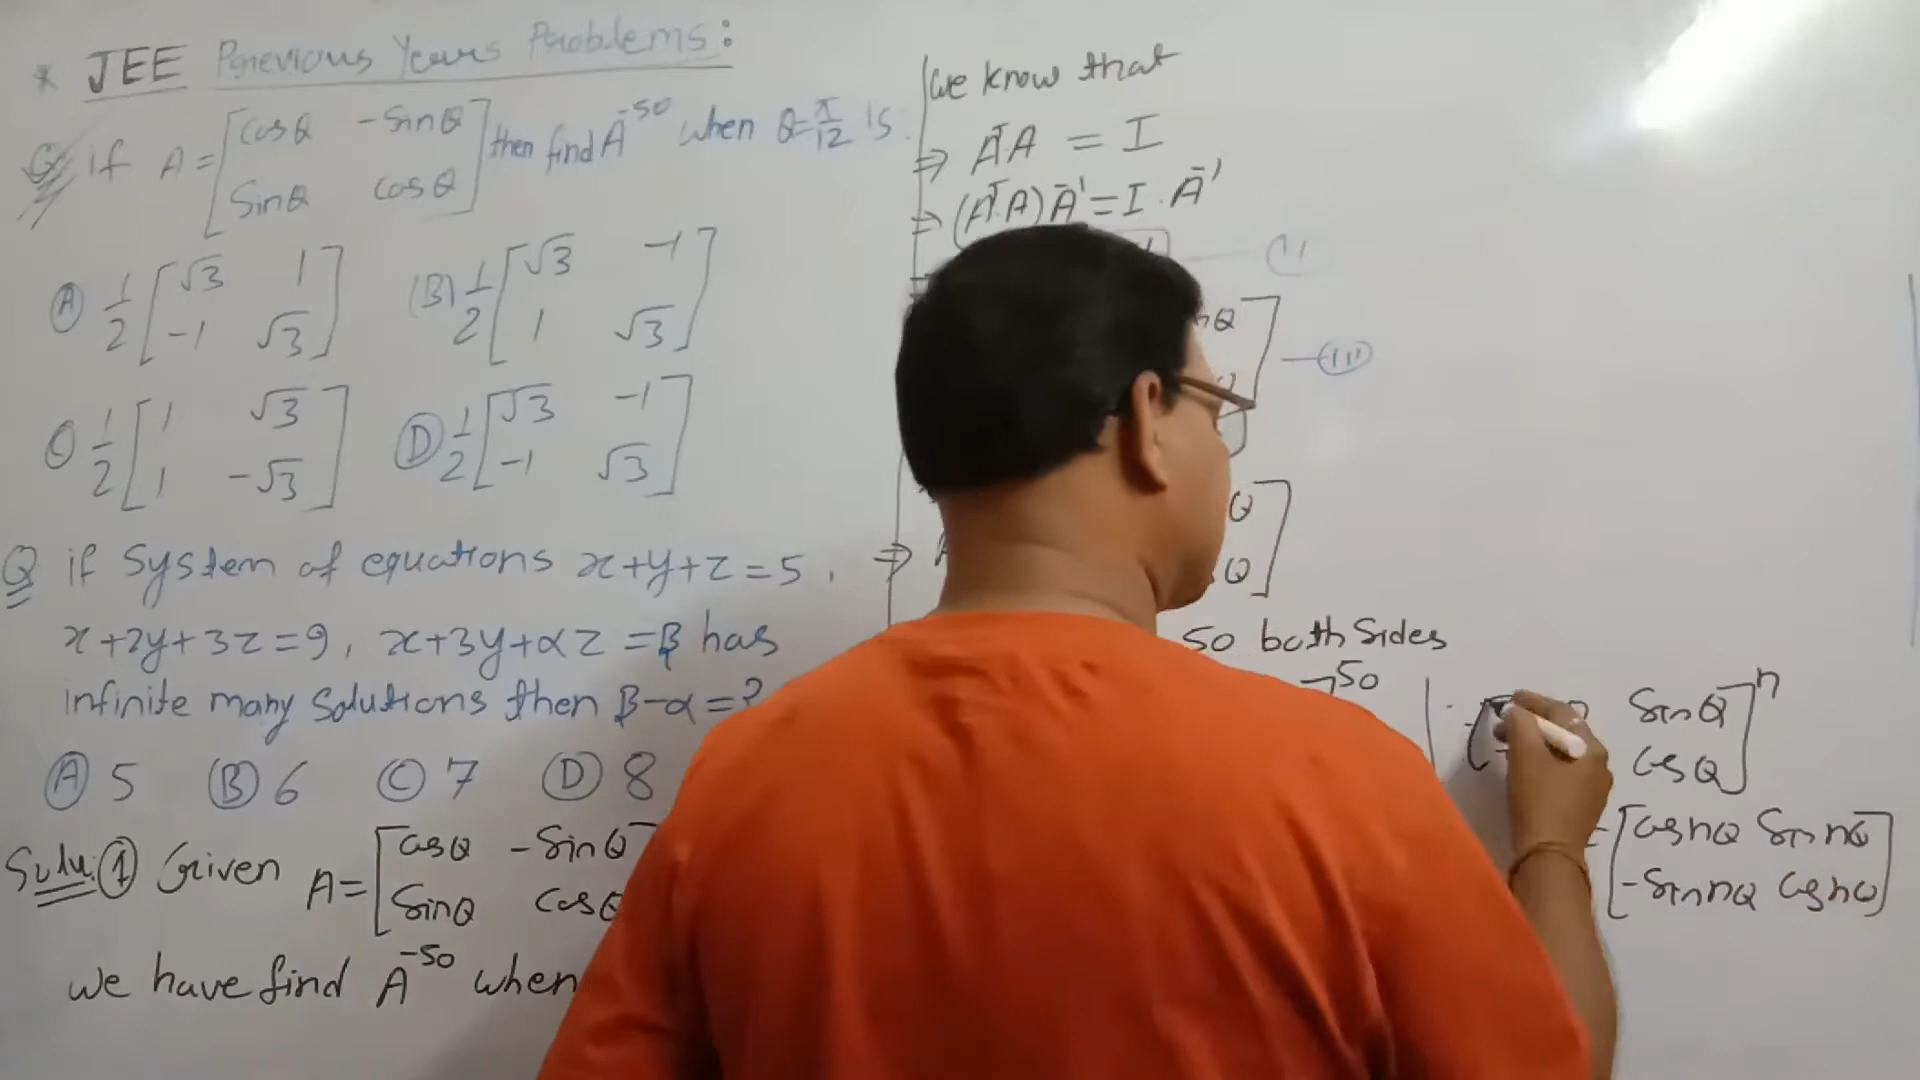 * JEE Previous Years Problems:
Q if A = [cosθ -sinθ
sinθ cosθ] then find A^-50 when θ=π/12 is:
(A) 1/2 [√3 1
-1 √3]
(B) 1/2 [√3 -1
1 √3]
(C) 1/2 [1 √3
1 -√3]
(D) 1/2 [√3 -1
-1 √3]
Q if System of equations x+y+z=5,
x+2y+3z=9, x+3y+αz=β has
infinite many Solutions then β-α=?
(A) 5 (B) 6 (C) 7 (D) 8
Solu. (1) Given A=[cosθ -sinθ
sinθ cosθ
we have find A^-50 when
we know that
⇒ A^T A = I
⇒ (A^T.A)A^-1 = I.A^-1
(ii)
θ
θ] (iii)
⇒ θ
θ]
50 both Sides
]^50
sinθ
cosθ]^n
=[cosnθ sinnθ
-sinnθ cosnθ]